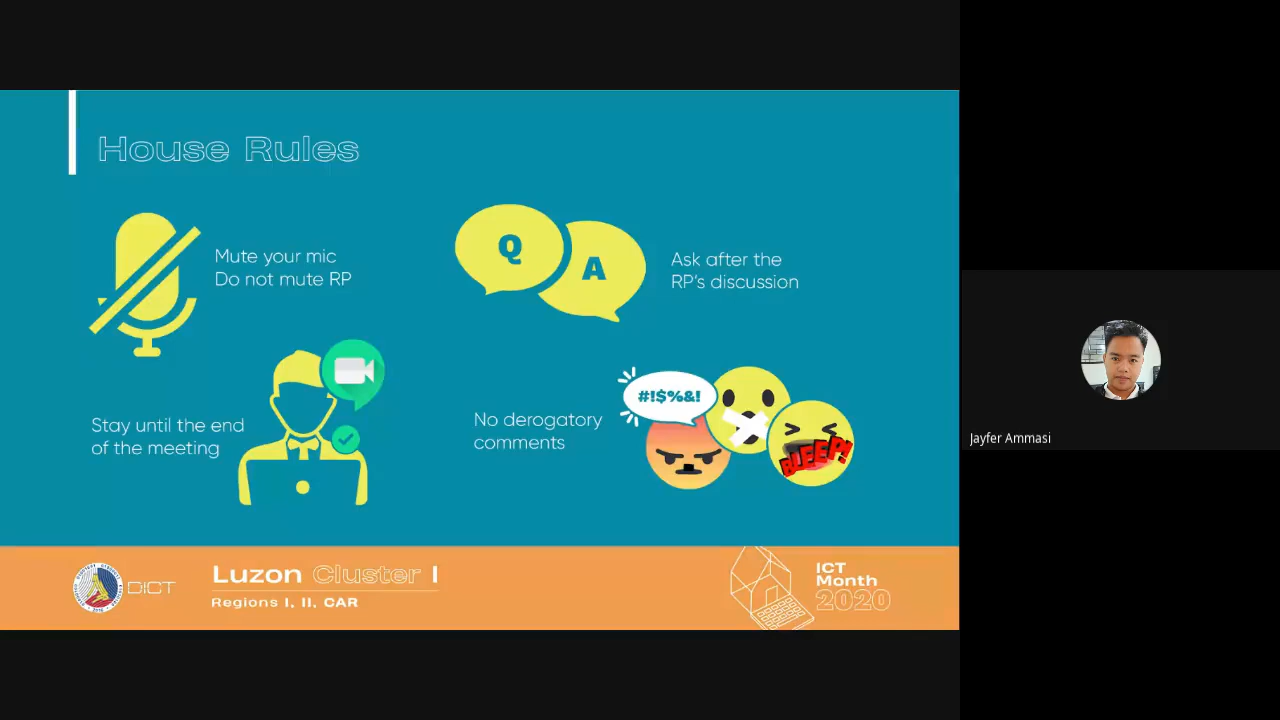 House Rules
Mute your mic
Do not mute RP
Q
A
Ask after the
RP's discussion
Stay until the end
of the meeting
No derogatory
comments
#!$%&!
BLEEP!
DICT
Luzon Cluster I
Regions I, II, CAR
ICT
Month
2020
Jayfer Ammasi